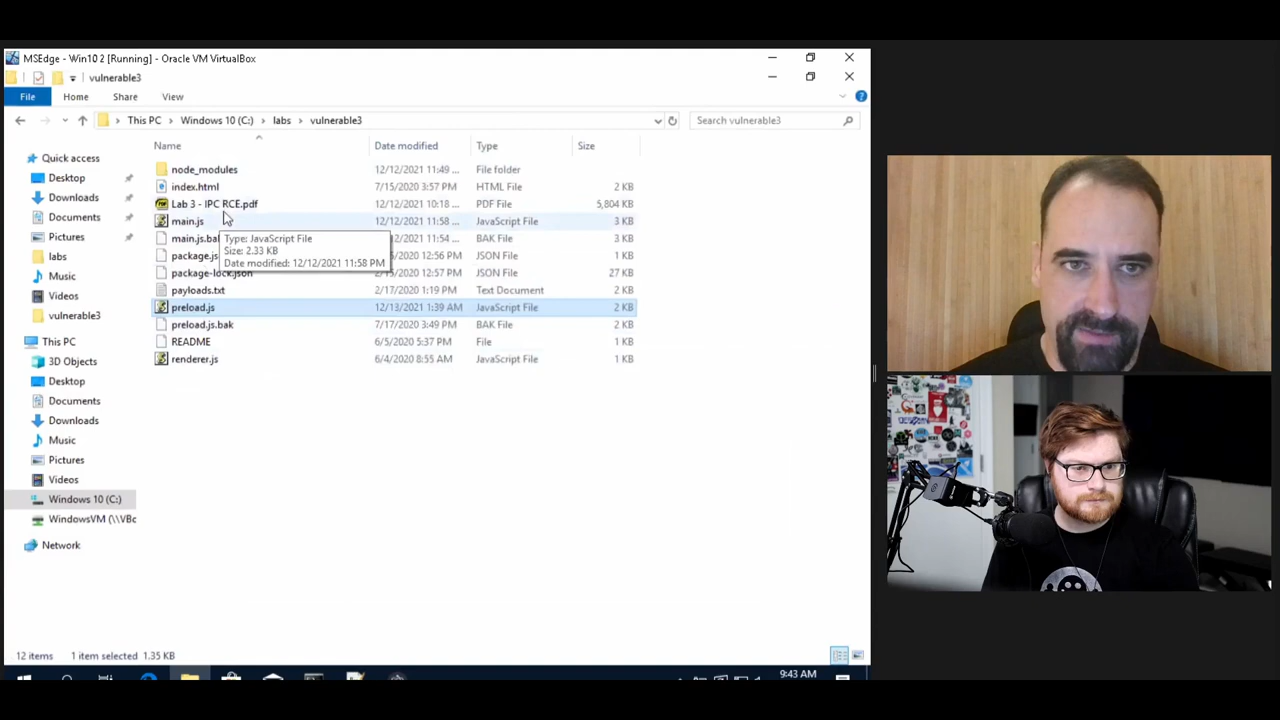 MSEdge - Win10 2 [Running] - Oracle VM VirtualBox
vulnerable3
File Home Share View
This PC Windows 10 (C:) labs vulnerable3
Search vulnerable3
Name Date modified Type Size
Quick access
Desktop
Downloads
Documents
Pictures
labs
Music
Videos
vulnerable3
This PC
3D Objects
Desktop
Documents
Downloads
Music
Pictures
Videos
Windows 10 (C:)
WindowsVM (\\VBc
Network
node_modules 12/12/2021 11:49 ... File folder
index.html 7/15/2020 3:57 PM HTML File 2 KB
Lab 3 - IPC RCE.pdf 12/12/2021 10:18 ... PDF File 5,804 KB
main.js 12/12/2021 11:58 ... JavaScript File 3 KB
main.js.bak 12/12/2021 11:54 ... BAK File 2 KB
package.js 12:56 PM JSON File 1 KB
package-lock.json 12:57 PM JSON File 27 KB
payloads.txt 2/17/2020 1:19 PM Text Document 2 KB
preload.js 12/13/2021 1:39 AM JavaScript File 2 KB
preload.js.bak 7/17/2020 3:49 PM BAK File 2 KB
README 6/5/2020 5:37 PM File 1 KB
renderer.js 6/4/2020 8:55 AM JavaScript File 1 KB
Type: JavaScript File
Size: 2.33 KB
Date modified: 12/12/2021 11:58 PM
12 items 1 item selected 1.35 KB
9:43 AM